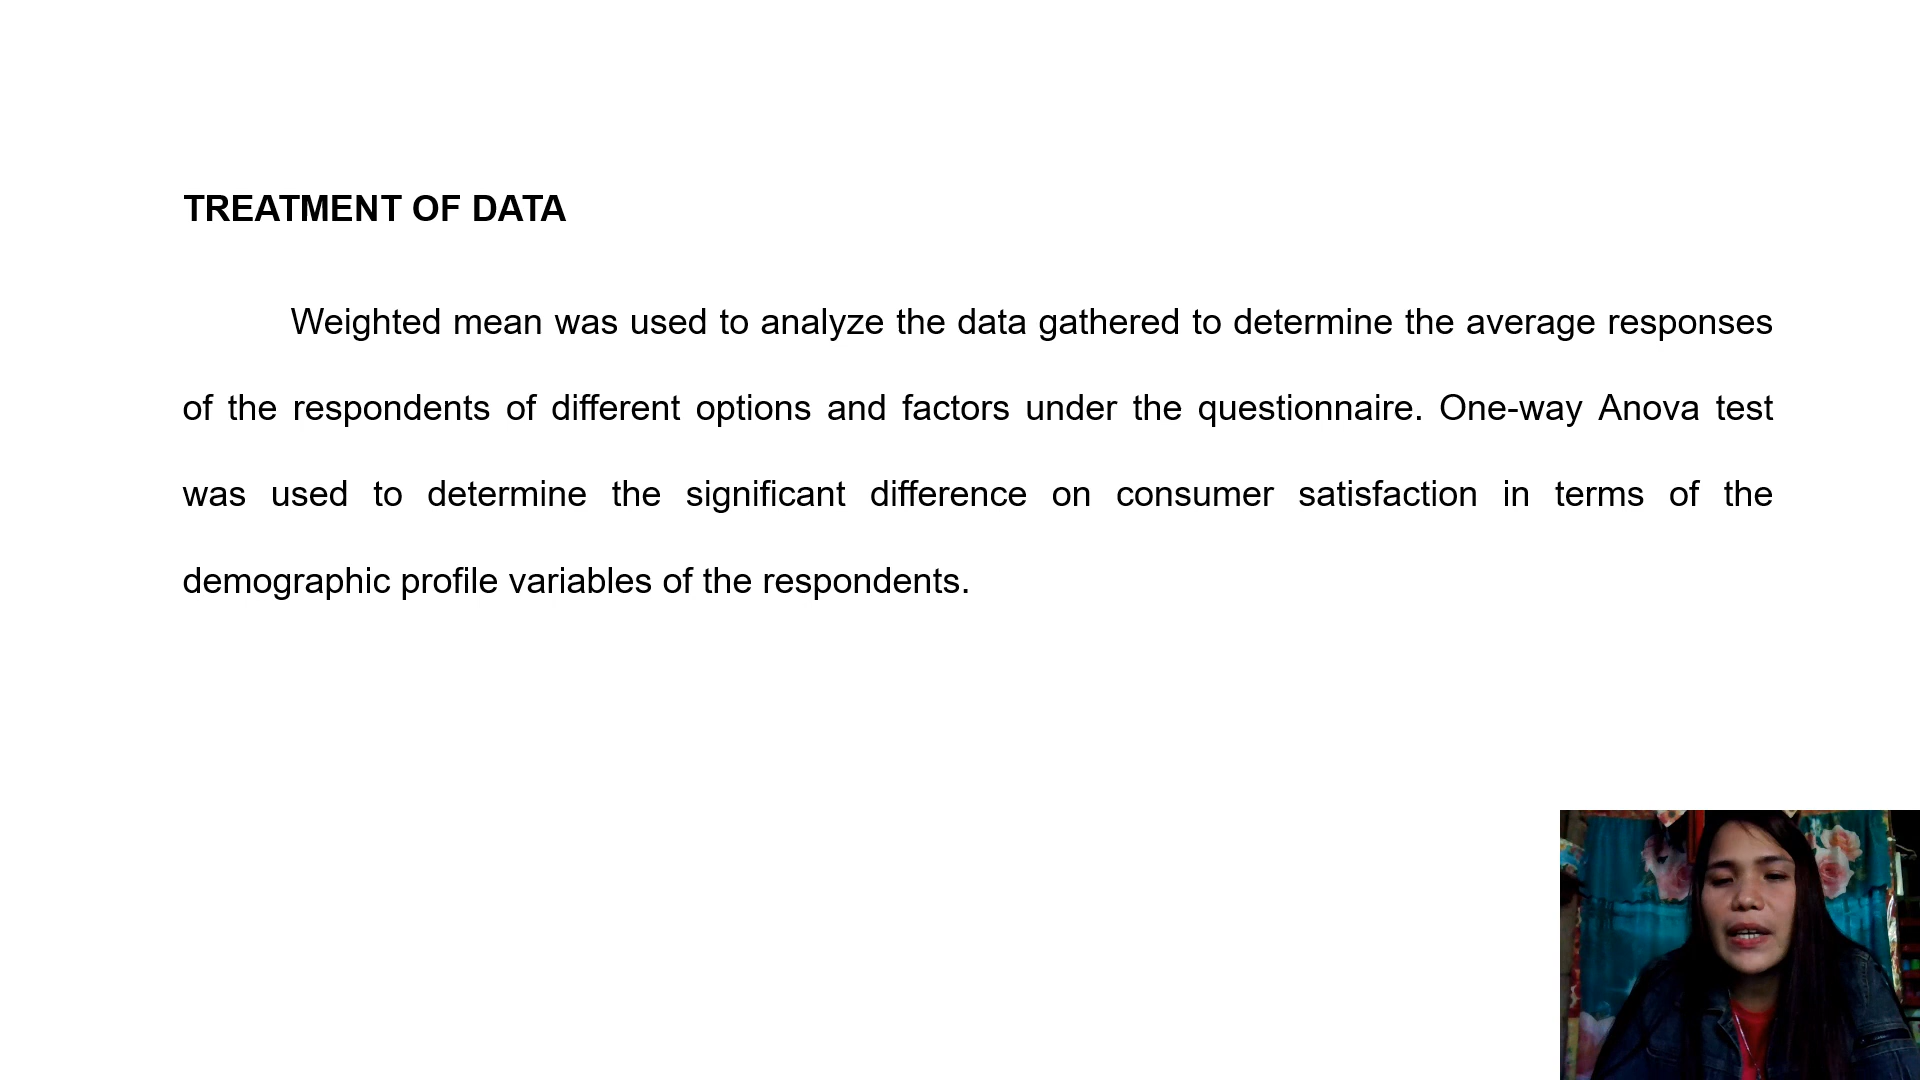 TREATMENT OF DATA
Weighted mean was used to analyze the data gathered to determine the average responses
of the respondents of different options and factors under the questionnaire. One-way Anova test
was used to determine the significant difference on consumer satisfaction in terms of the
demographic profile variables of the respondents.